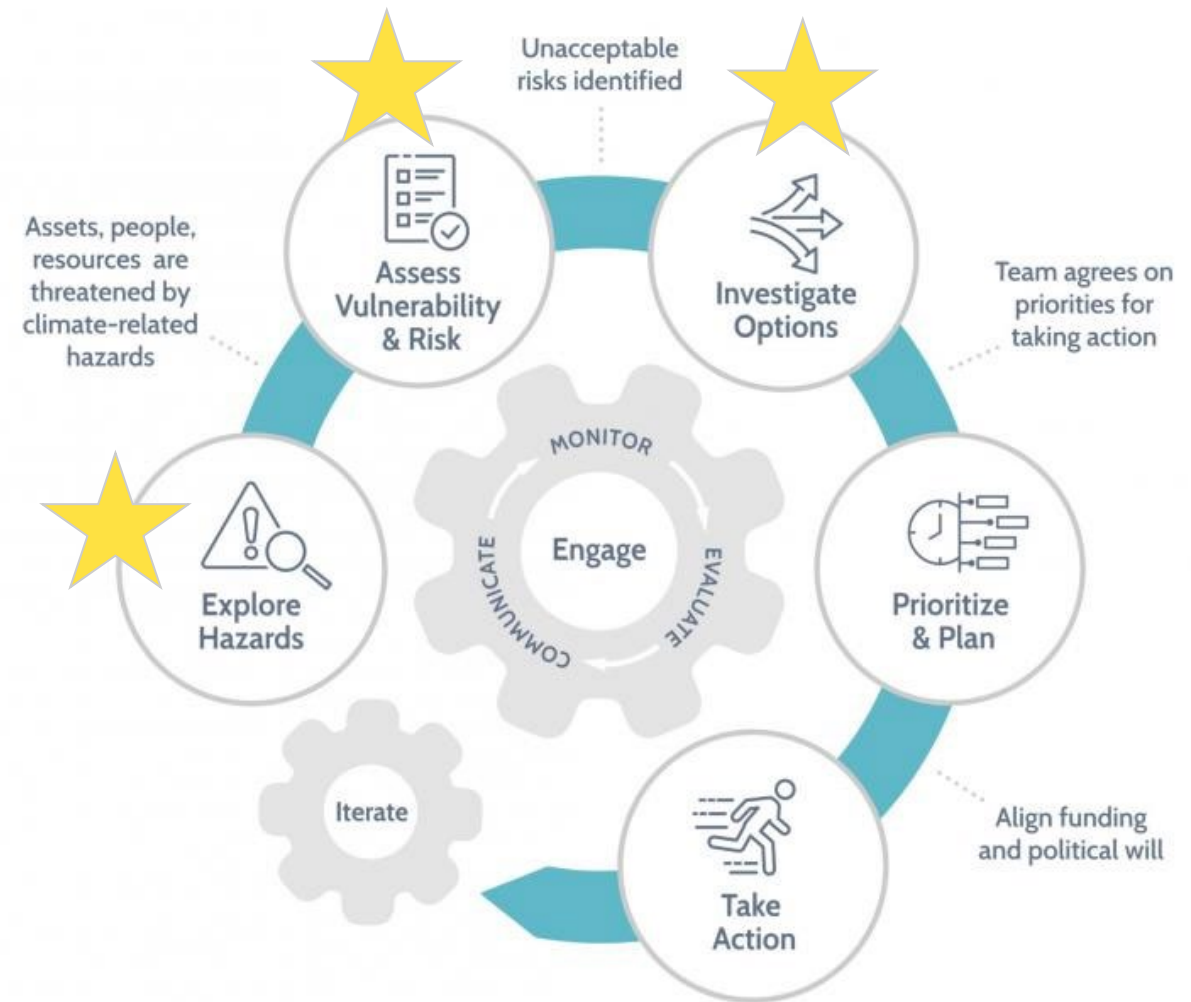 Unacceptable
risks identified
Assess
Vulnerability
& Risk
Investigate
Options
Assets, people,
resources are
threatened by
climate-related
hazards
Team agrees on
priorities for
taking action
Explore
Hazards
MONITOR
EVALUATE
COMMUNICATE
Engage
Prioritize
& Plan
Iterate
Align funding
and political will
Take
Action